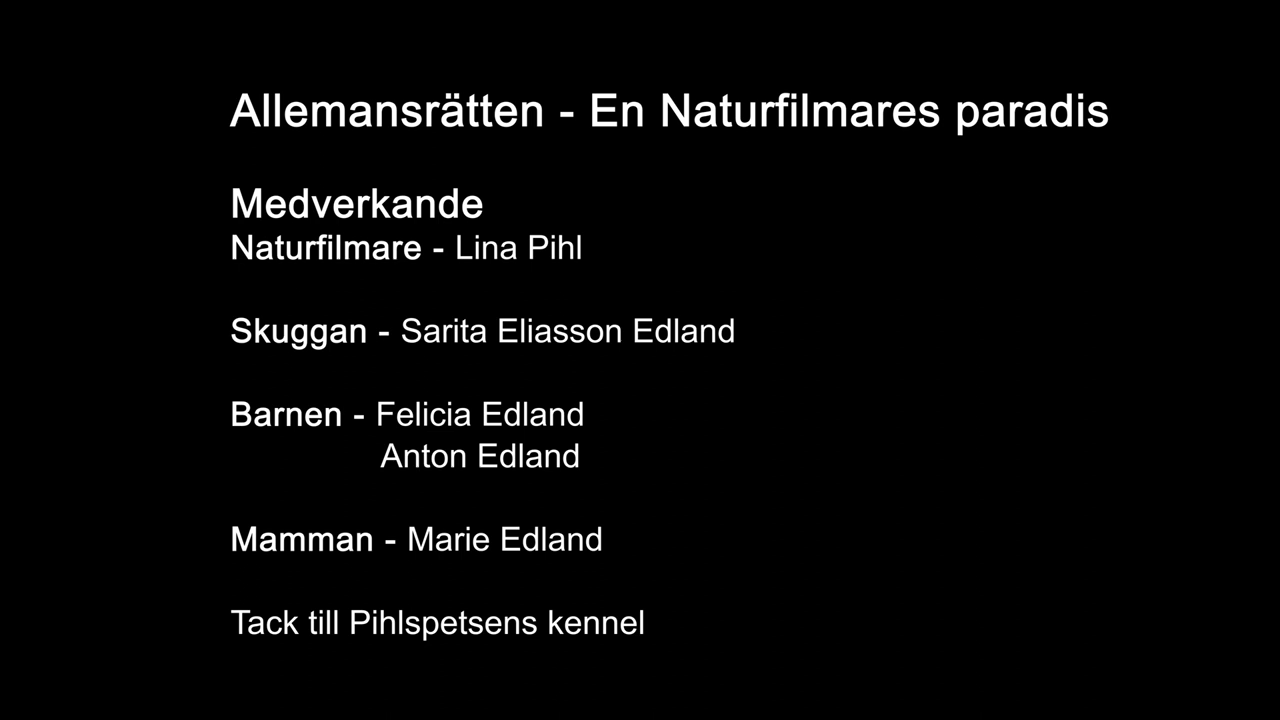 Allemansrätten - En Naturfilmares paradis
Medverkande
Naturfilmare - Lina Pihl
Skuggan - Sarita Eliasson Edland
Barnen - Felicia Edland
Anton Edland
Mamman - Marie Edland
Tack till Pihlspetsens kennel